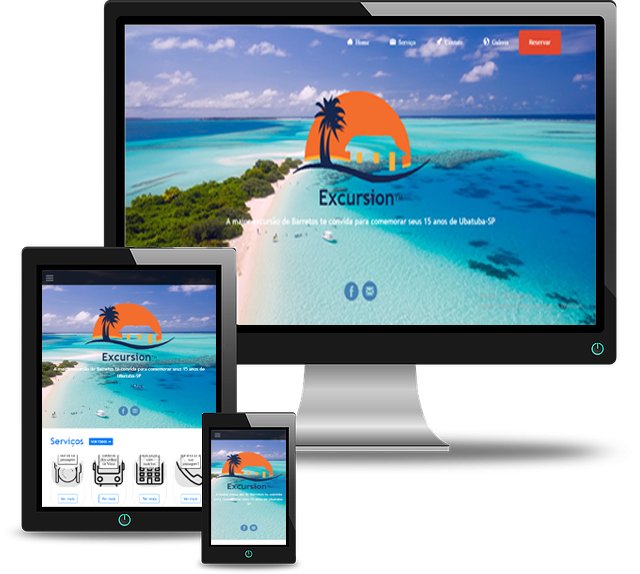 Home Serviço Contato Galeria Reservar
Excursion
A maior excursão de Barretos te convida para comemorar seus 15 anos de Ubatuba-SP
Excursion
A maior excursão de Barretos te convida para comemorar seus 15 anos de
Ubatuba-SP
Serviços
Ver mais Ver mais Ver mais Ver mais
Excursion